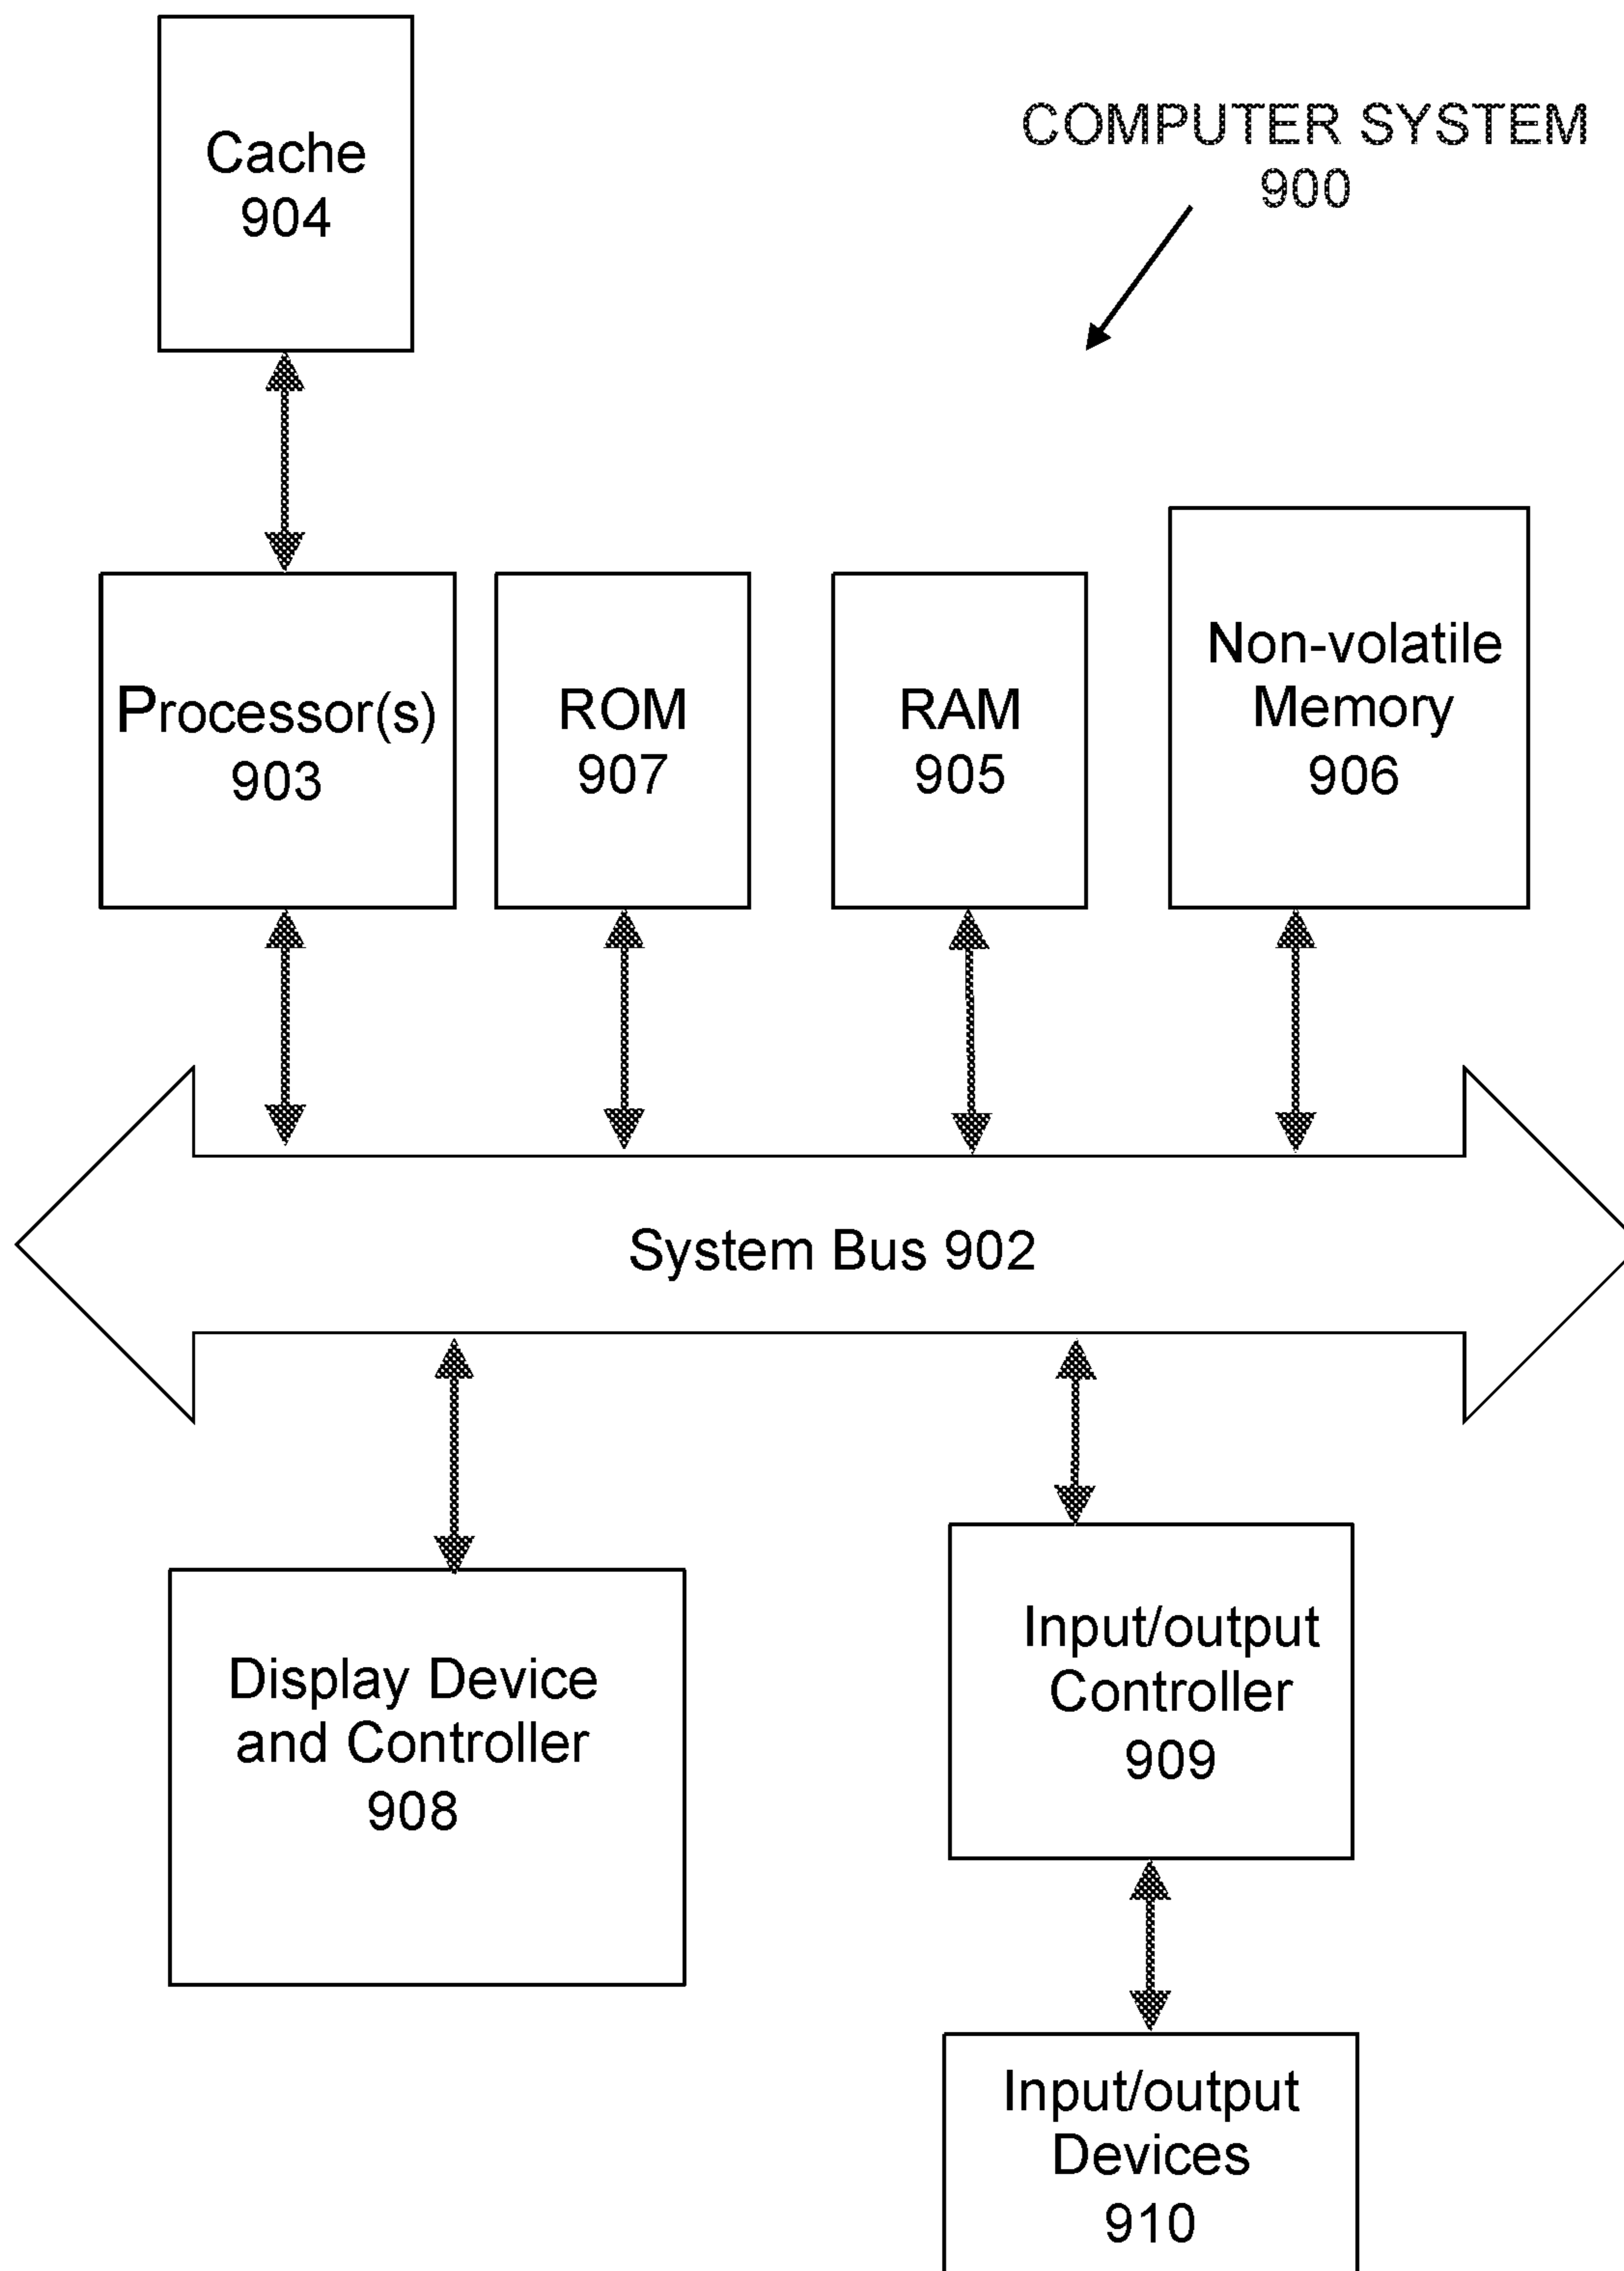 Cache
904
COMPUTER SYSTEM
900
Processor(s)
903
ROM
907
RAM
905
Non-volatile
Memory
906
System Bus 902
Display Device
and Controller
908
Input/output
Controller
909
Input/output
Devices
910